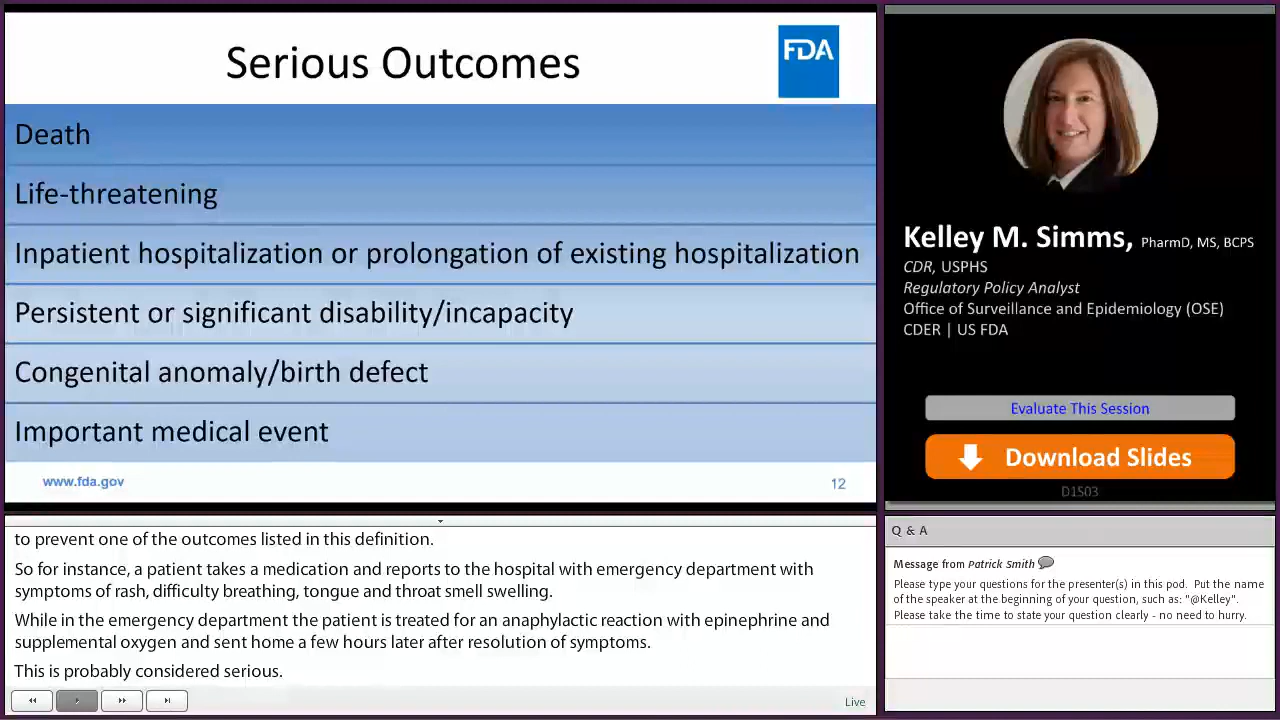 Serious Outcomes
FDA
Death
Life-threatening
Inpatient hospitalization or prolongation of existing hospitalization
Persistent or significant disability/incapacity
Congenital anomaly/birth defect
Important medical event
www.fda.gov
12
to prevent one of the outcomes listed in this definition.
So for instance, a patient takes a medication and reports to the hospital with emergency department with
symptoms of rash, difficulty breathing, tongue and throat smell swelling.
While in the emergency department the patient is treated for an anaphylactic reaction with epinephrine and
supplemental oxygen and sent home a few hours later after resolution of symptoms.
This is probably considered serious.
Live
Kelley M. Simms, PharmD, MS, BCPS
CDR, USPHS
Regulatory Policy Analyst
Office of Surveillance and Epidemiology (OSE)
CDER | US FDA
Evaluate This Session
Download Slides
D1S03
Q & A
Message from Patrick Smith
Please type your questions for the presenter(s) in this pod. Put the name
of the speaker at the beginning of your question, such as: "@Kelley".
Please take the time to state your question clearly - no need to hurry.